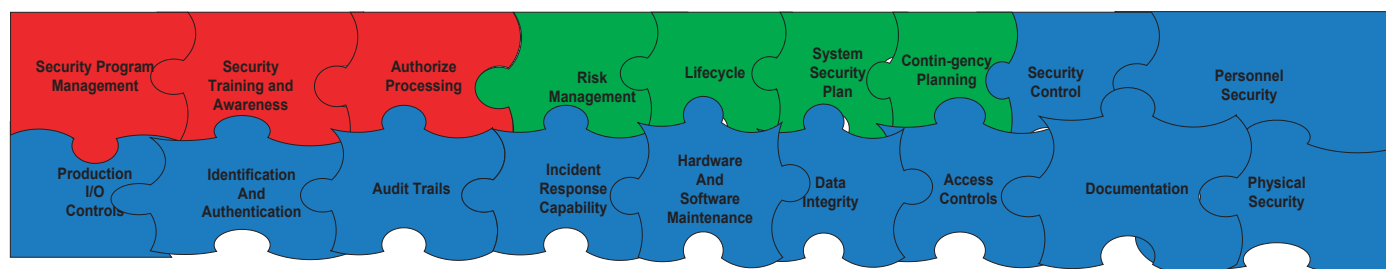 Security Program
Management
Security
Training and
Awareness
Authorize
Processing
Risk
Management
Lifecycle
System
Security
Plan
Contin-gency
Planning
Security
Control
Personnel
Security
Production
I/O
Controls
Identification
And
Authentication
Audit Trails
Incident
Response
Capability
Hardware
And
Software
Maintenance
Data
Integrity
Access
Controls
Documentation
Physical
Security